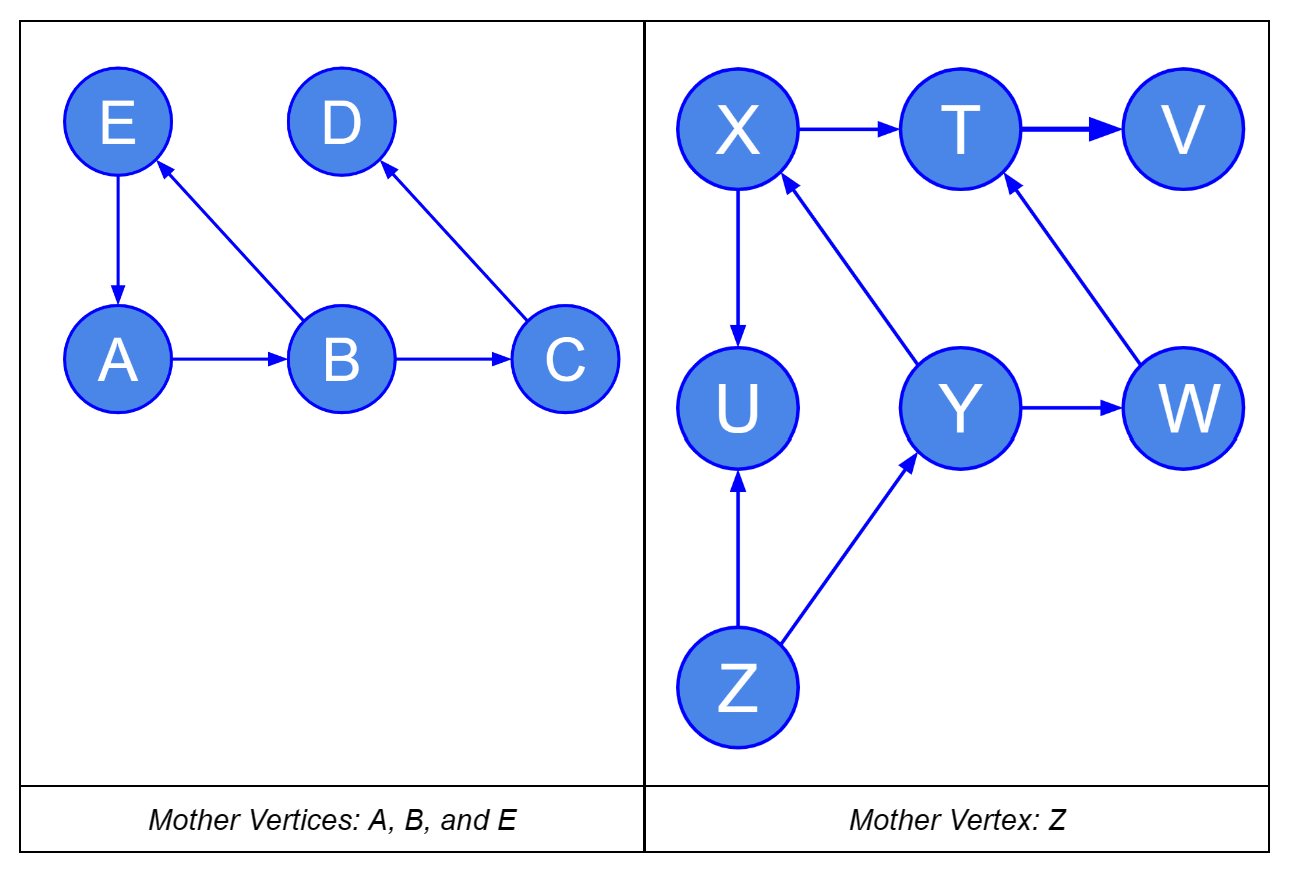 E
D
A
B
C
X
T
V
U
Y
W
Z
Mother Vertices: A, B, and E
Mother Vertex: Z